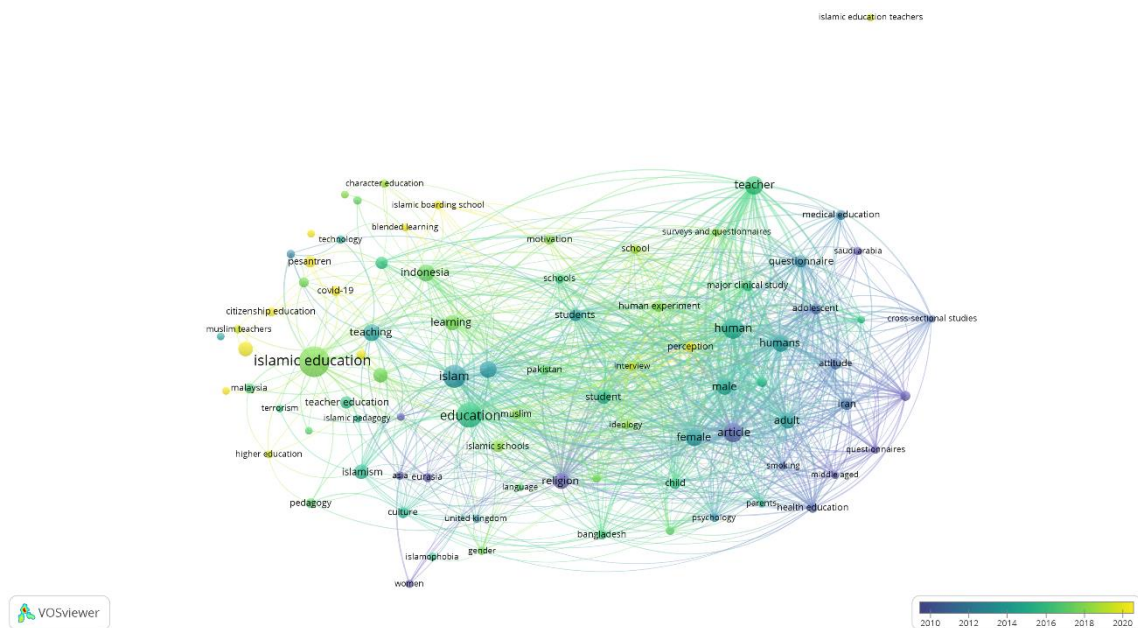 islamic education teachers
character education
teacher
islamic boarding school
medical education
blended learning
surveys and questionnaires
technology
motivation
school
saudi arabia
pesantren
questionnaire
indonesia
schools
major clinical study
covid-19
human experiment
adolescent
citizenship education
students
cross-sectional studies
learning
human
muslim teachers
teaching
humans
perception
islamic education
attitude
interview
pakistan
islam
malaysia
male
student
teacher education
iran
terrorism
education
muslim
islamic pedagogy
adult
ideology
article
female
islamic schools
questionnaires
higher education
smoking
islamism
asia
eurasia
religion
middle aged
child
language
pedagogy
parents
health education
culture
united kingdom
psychology
bangladesh
gender
islamophobia
women
VOSviewer
2010 2012 2014 2016 2018 2020